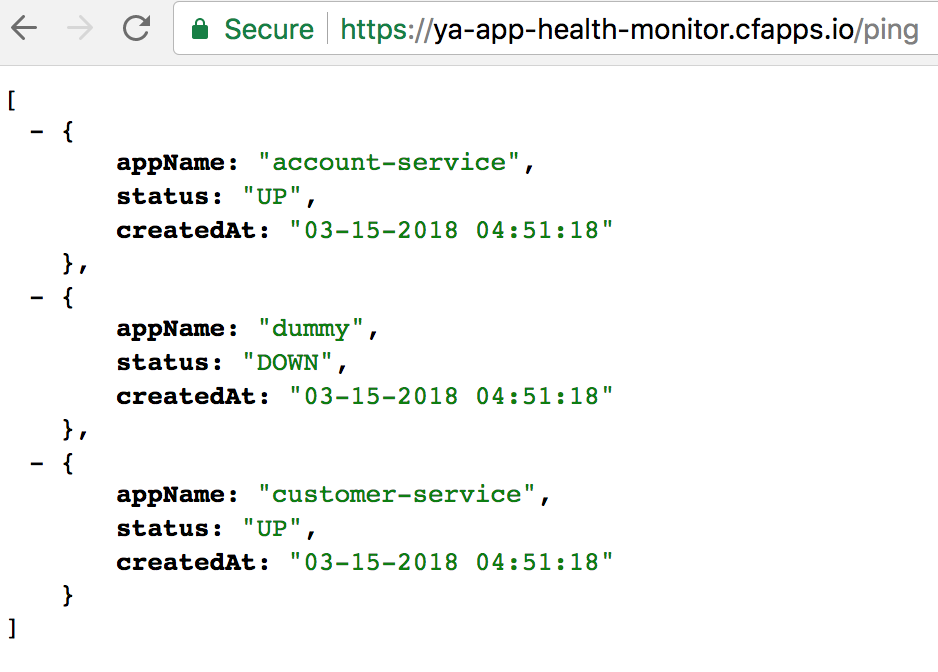 Secure https://ya-app-health-monitor.cfapps.io/ping
[
- {
appName: "account-service",
status: "UP",
createdAt: "03-15-2018 04:51:18"
},
- {
appName: "dummy",
status: "DOWN",
createdAt: "03-15-2018 04:51:18"
},
- {
appName: "customer-service",
status: "UP",
createdAt: "03-15-2018 04:51:18"
}
]